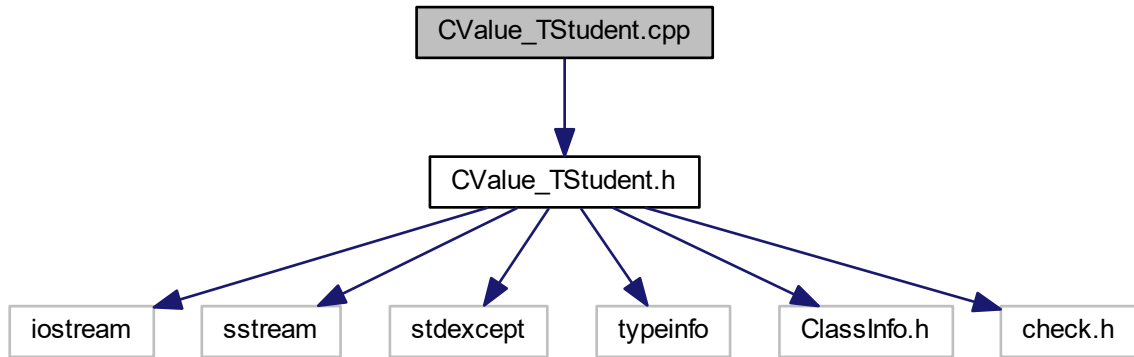 CValue_TStudent.cpp
CValue_TStudent.h
iostream
sstream
stdexcept
typeinfo
ClassInfo.h
check.h